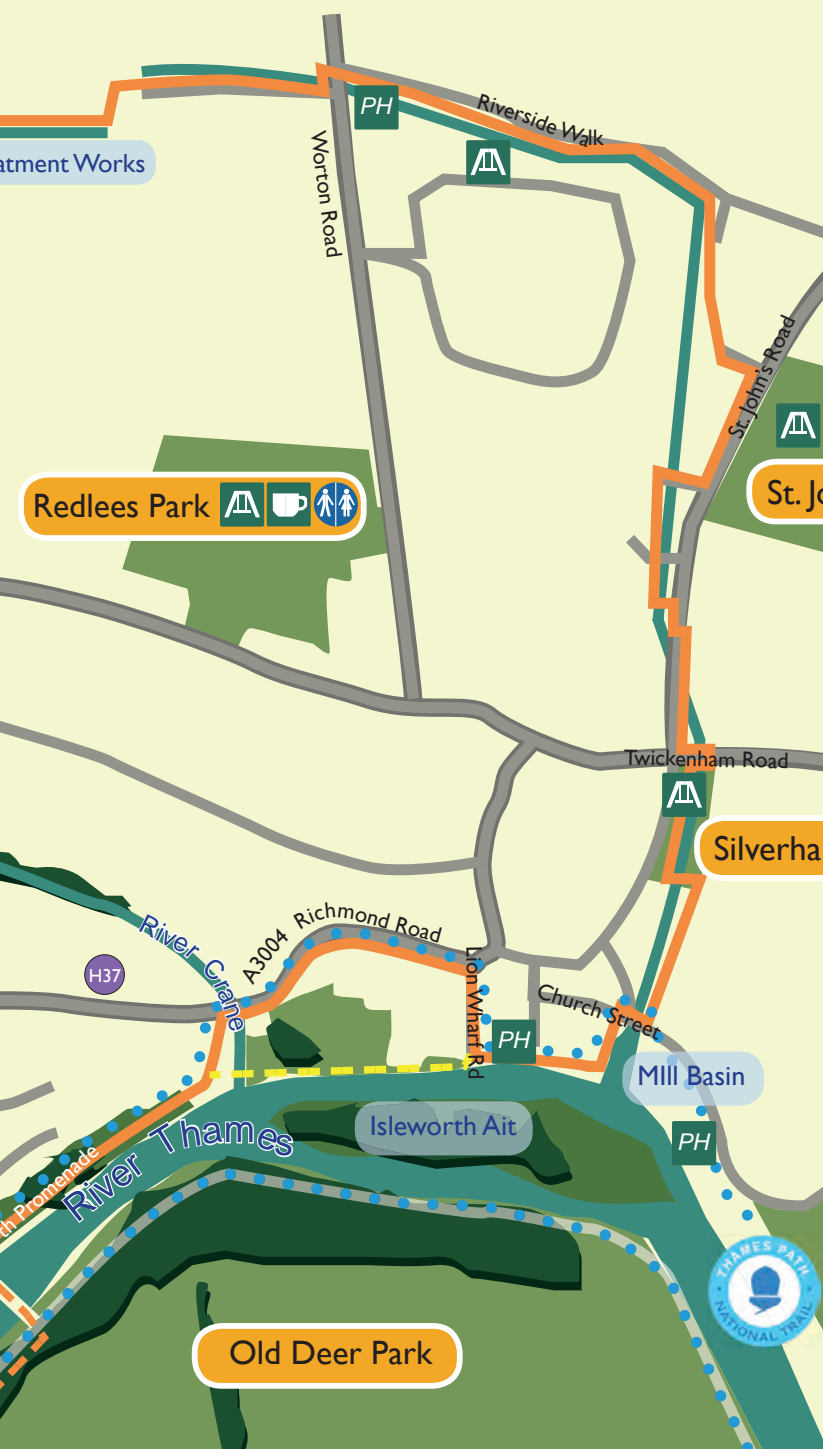 PH
Riverside Walk
atment Works
Worton Road
St. John's Road
Redlees Park
St. Jo
Twickenham Road
Silverha
River Crane
A3004 Richmond Road
H37
Lion Wharf Rd
Church Street
PH
MIll Basin
Isleworth Ait
PH
River Thames
th Promenade
THAMES PATH
NATIONAL TRAIL
Old Deer Park